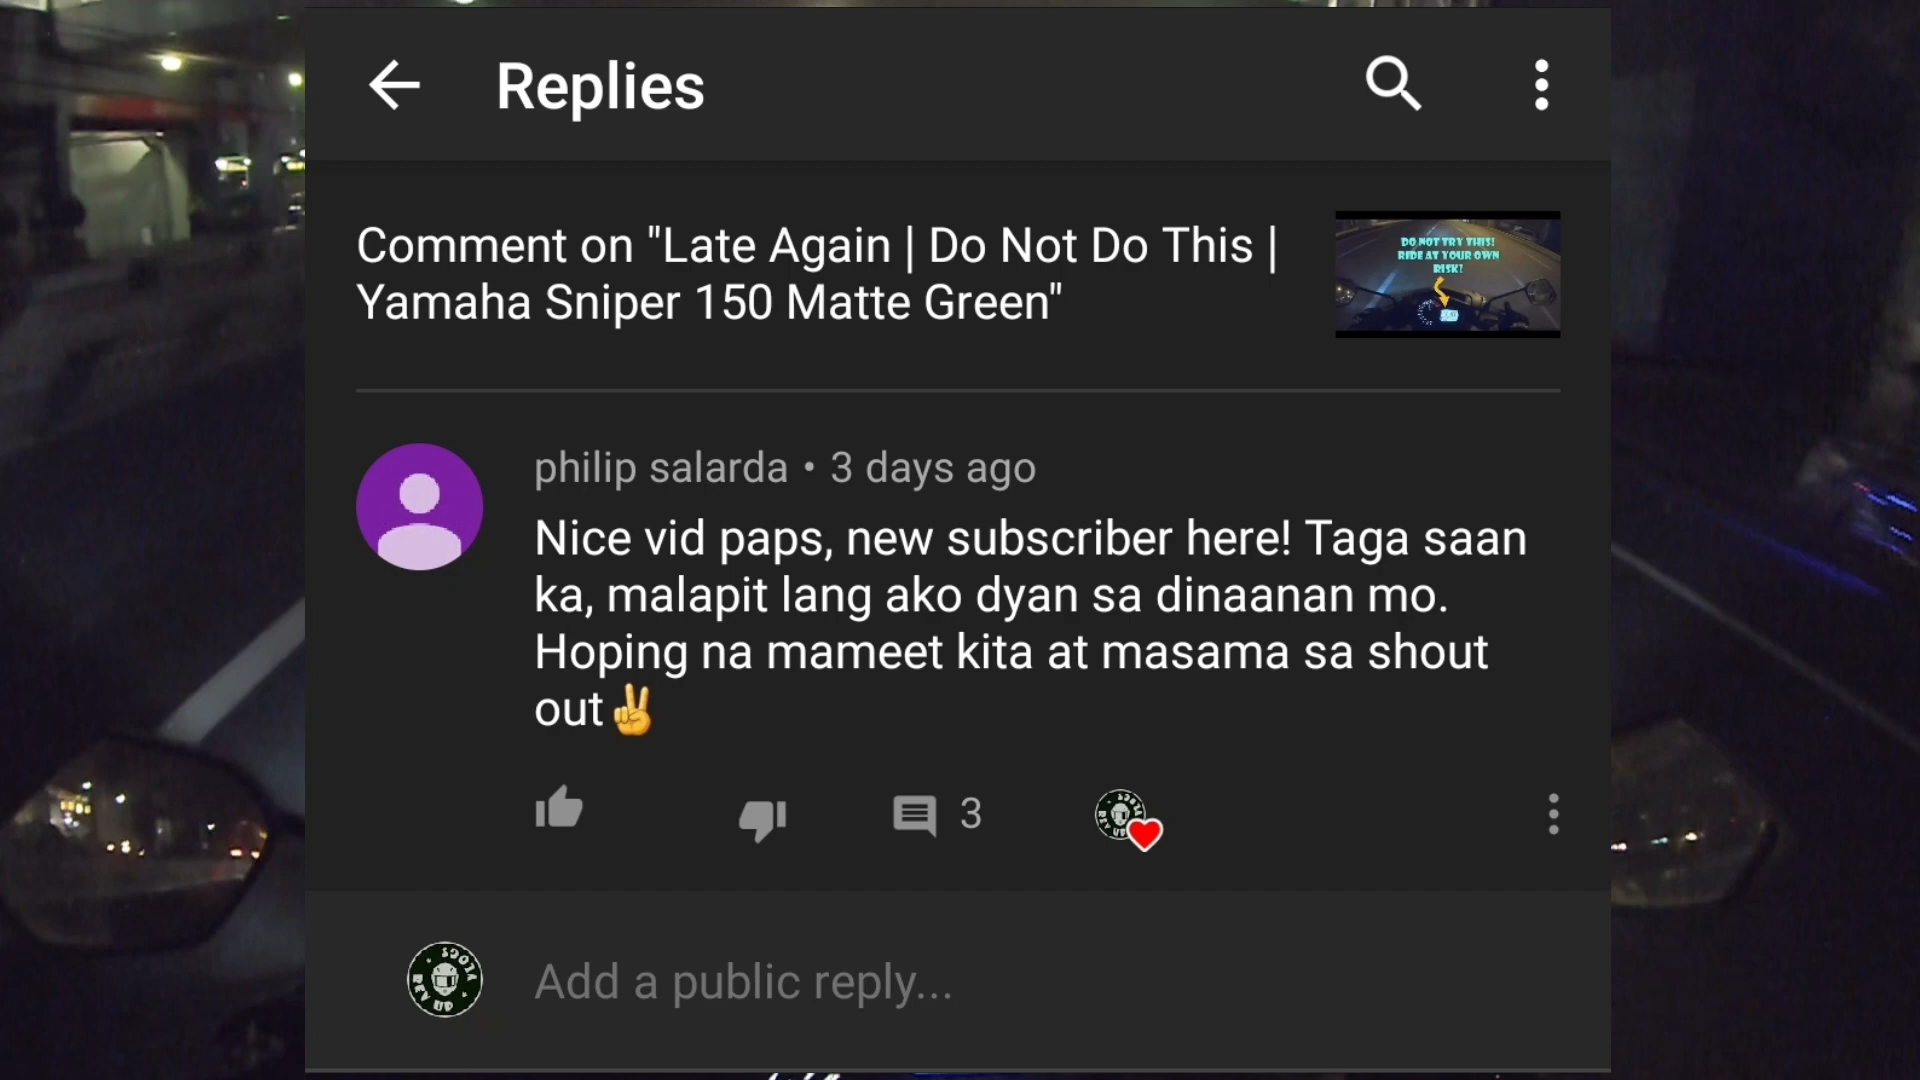 Replies
Comment on "Late Again | Do Not Do This |
Yamaha Sniper 150 Matte Green"
DO NOT TRY THIS!
RIDE AT YOUR OWN
RISK!
philip salarda • 3 days ago
Nice vid paps, new subscriber here! Taga saan
ka, malapit lang ako dyan sa dinaanan mo.
Hoping na mameet kita at masama sa shout
out✌
3
REV UP VLOGS
Add a public reply...